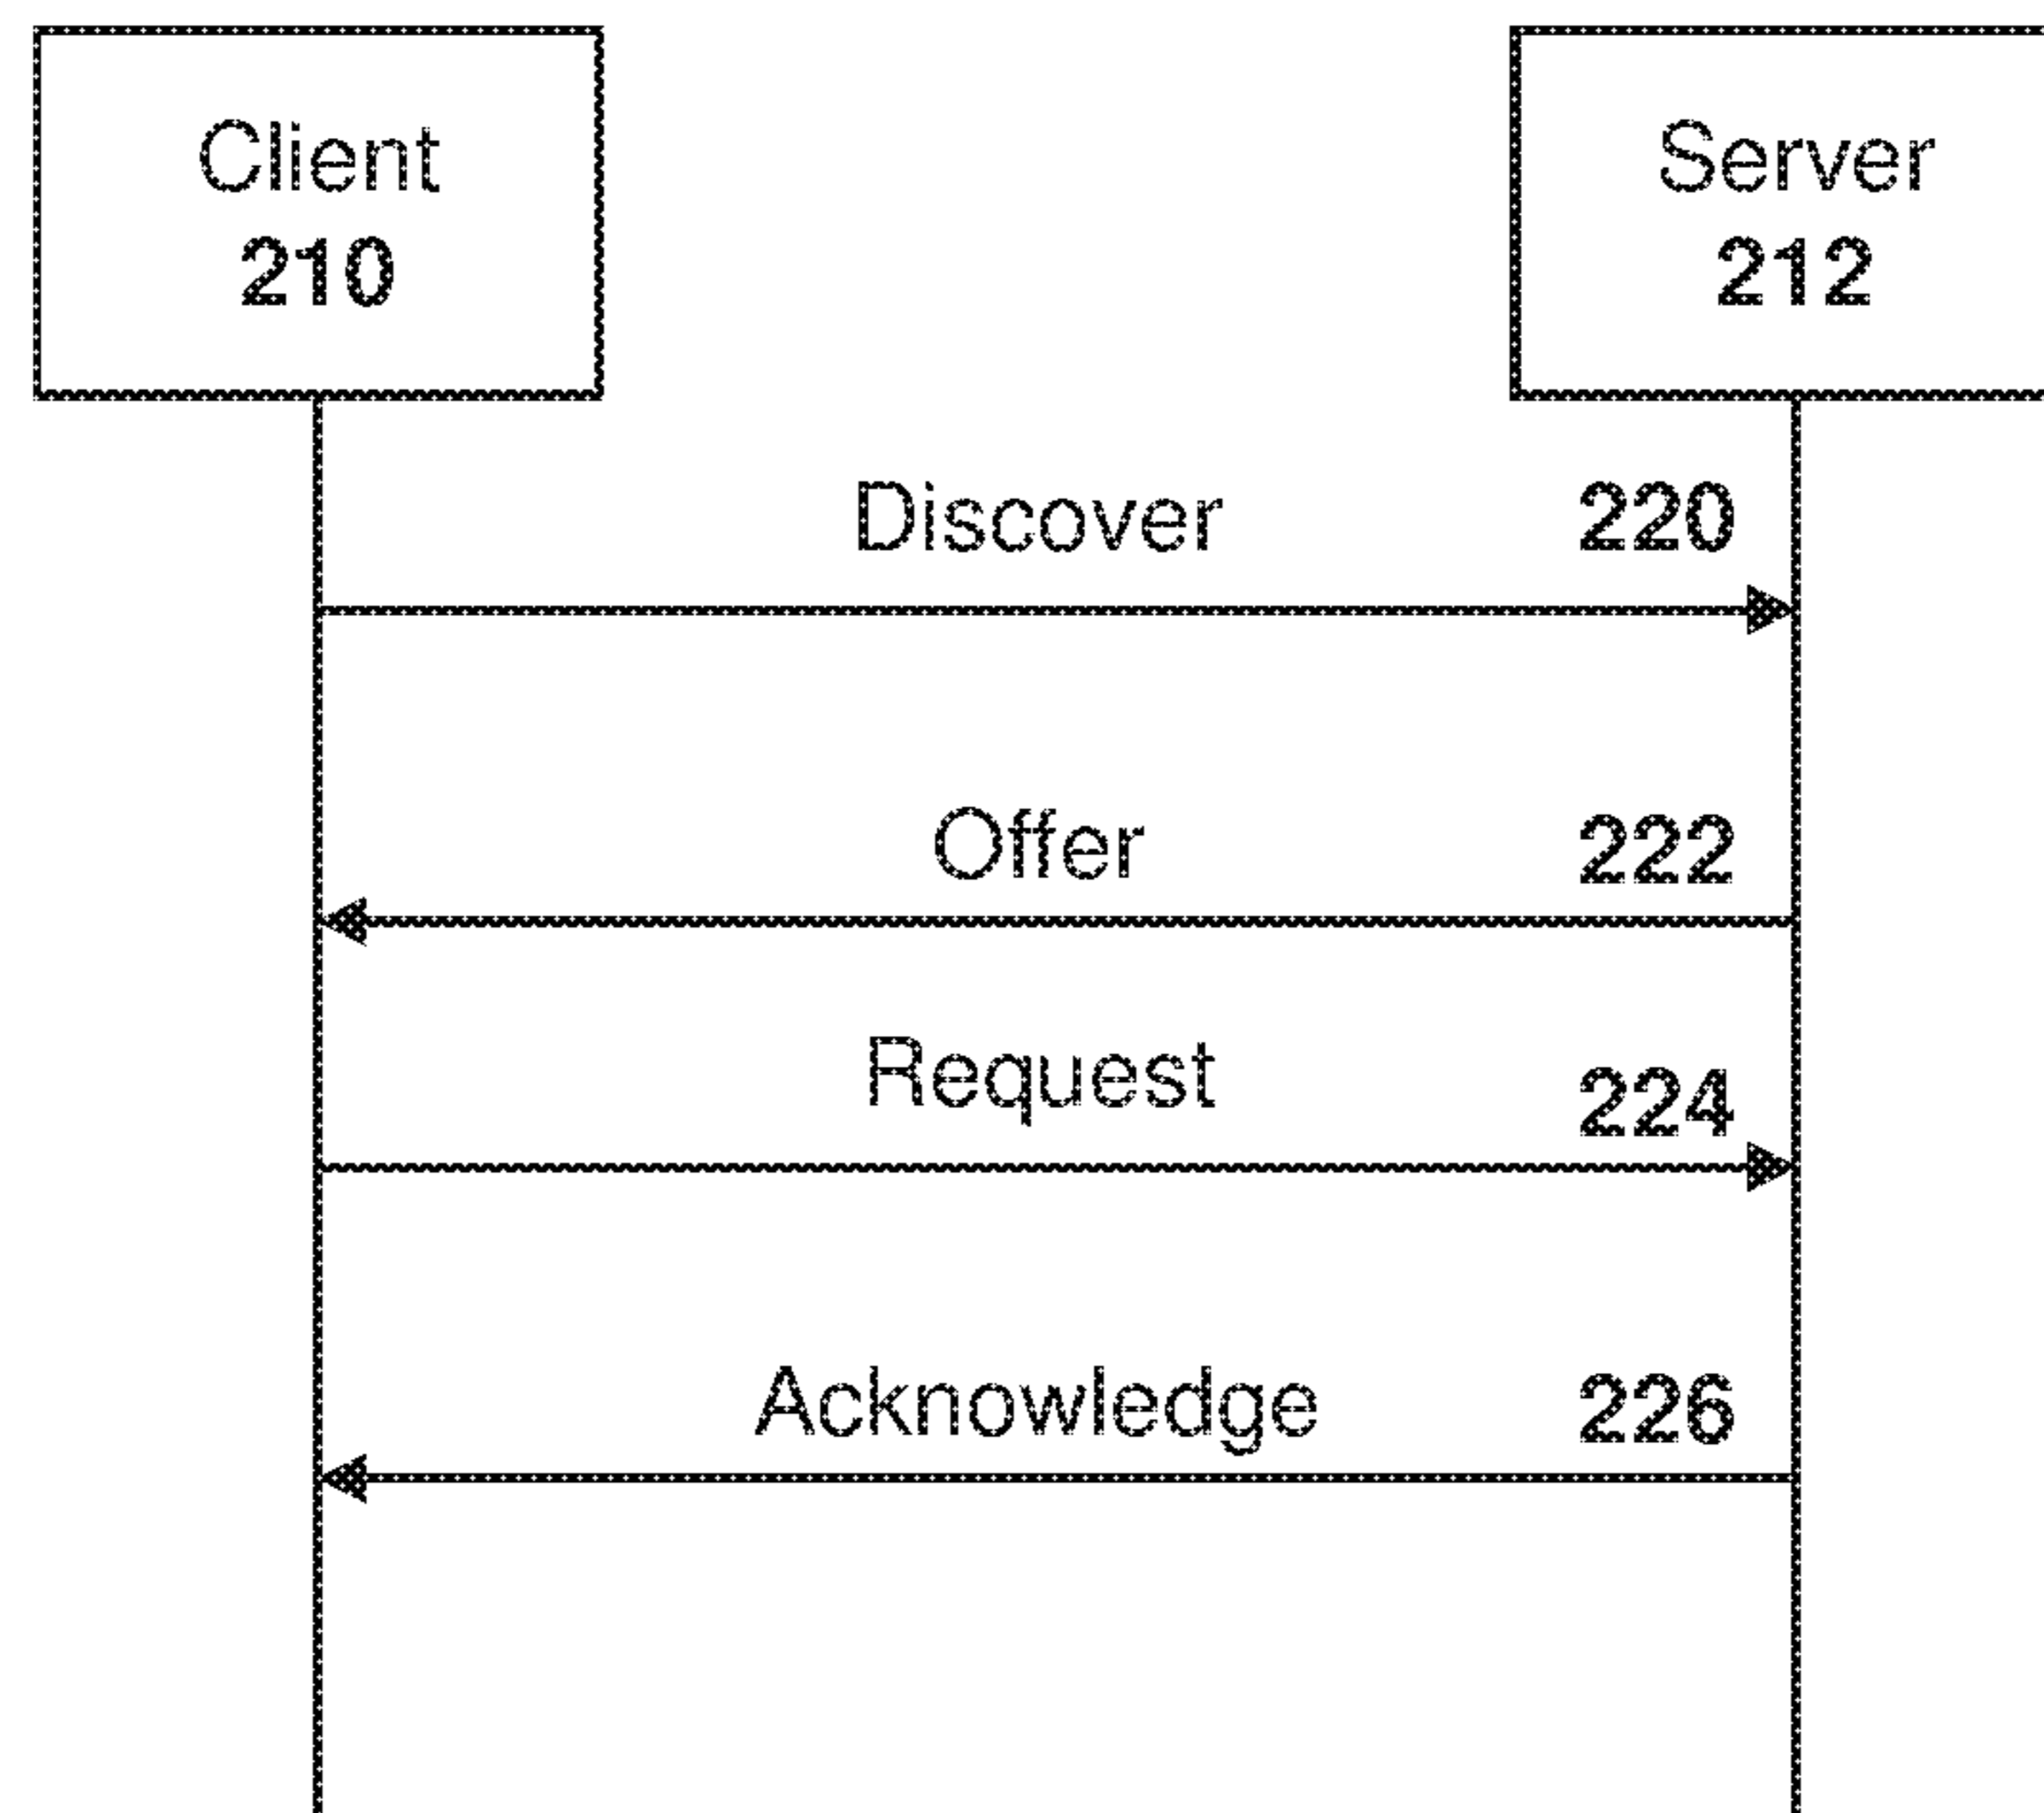 Client
210
Server
212
Discover 220
Offer 222
Request 224
Acknowledge 226